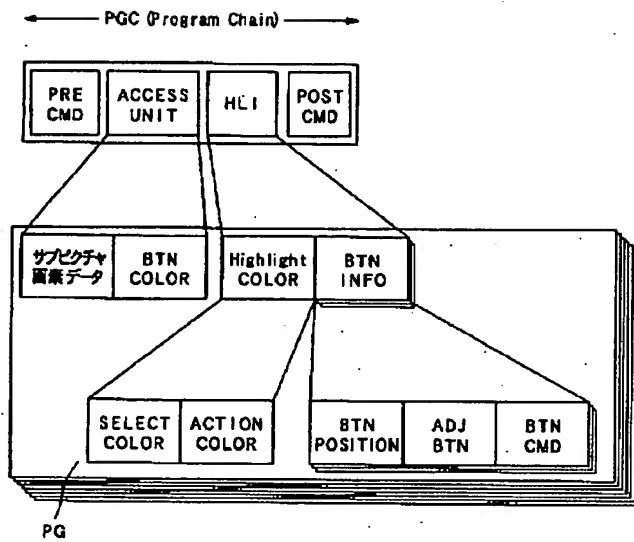 PGC (Program Chain)
PRE CMD
ACCESS UNIT
HLI
POST CMD
サブピクチャ画素データ
BTN COLOR
Highlight COLOR
BTN INFO
SELECT COLOR
ACTION COLOR
BTN POSITION
ADJ BTN
BTN CMD
PG